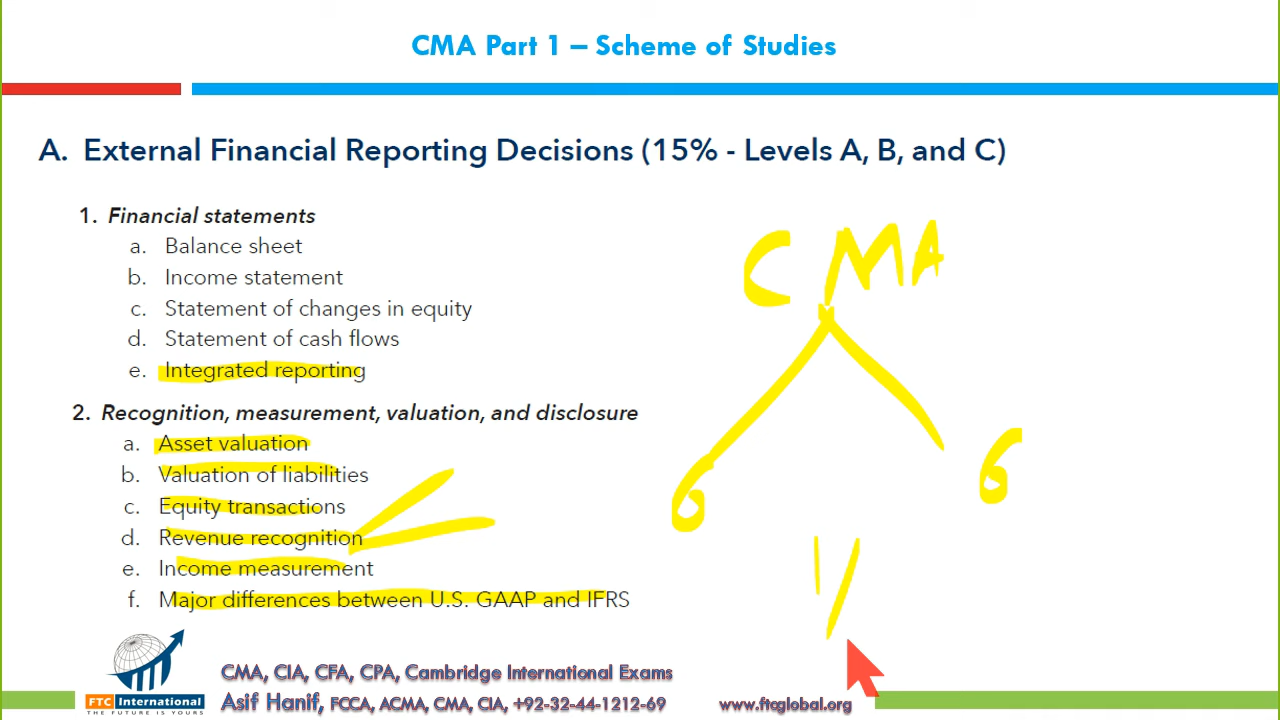 CMA Part 1 – Scheme of Studies
A. External Financial Reporting Decisions (15% - Levels A, B, and C)
1. Financial statements
a. Balance sheet
b. Income statement
c. Statement of changes in equity
d. Statement of cash flows
e. Integrated reporting
2. Recognition, measurement, valuation, and disclosure
a. Asset valuation
b. Valuation of liabilities
c. Equity transactions
d. Revenue recognition
e. Income measurement
f. Major differences between U.S. GAAP and IFRS
CMA
6 6
1/
FTC International
THE FUTURE IS YOURS
CMA, CIA, CFA, CPA, Cambridge International Exams
Asif Hanif, FCCA, ACMA, CMA, CIA, +92-32-44-1212-69
www.ftcglobal.org